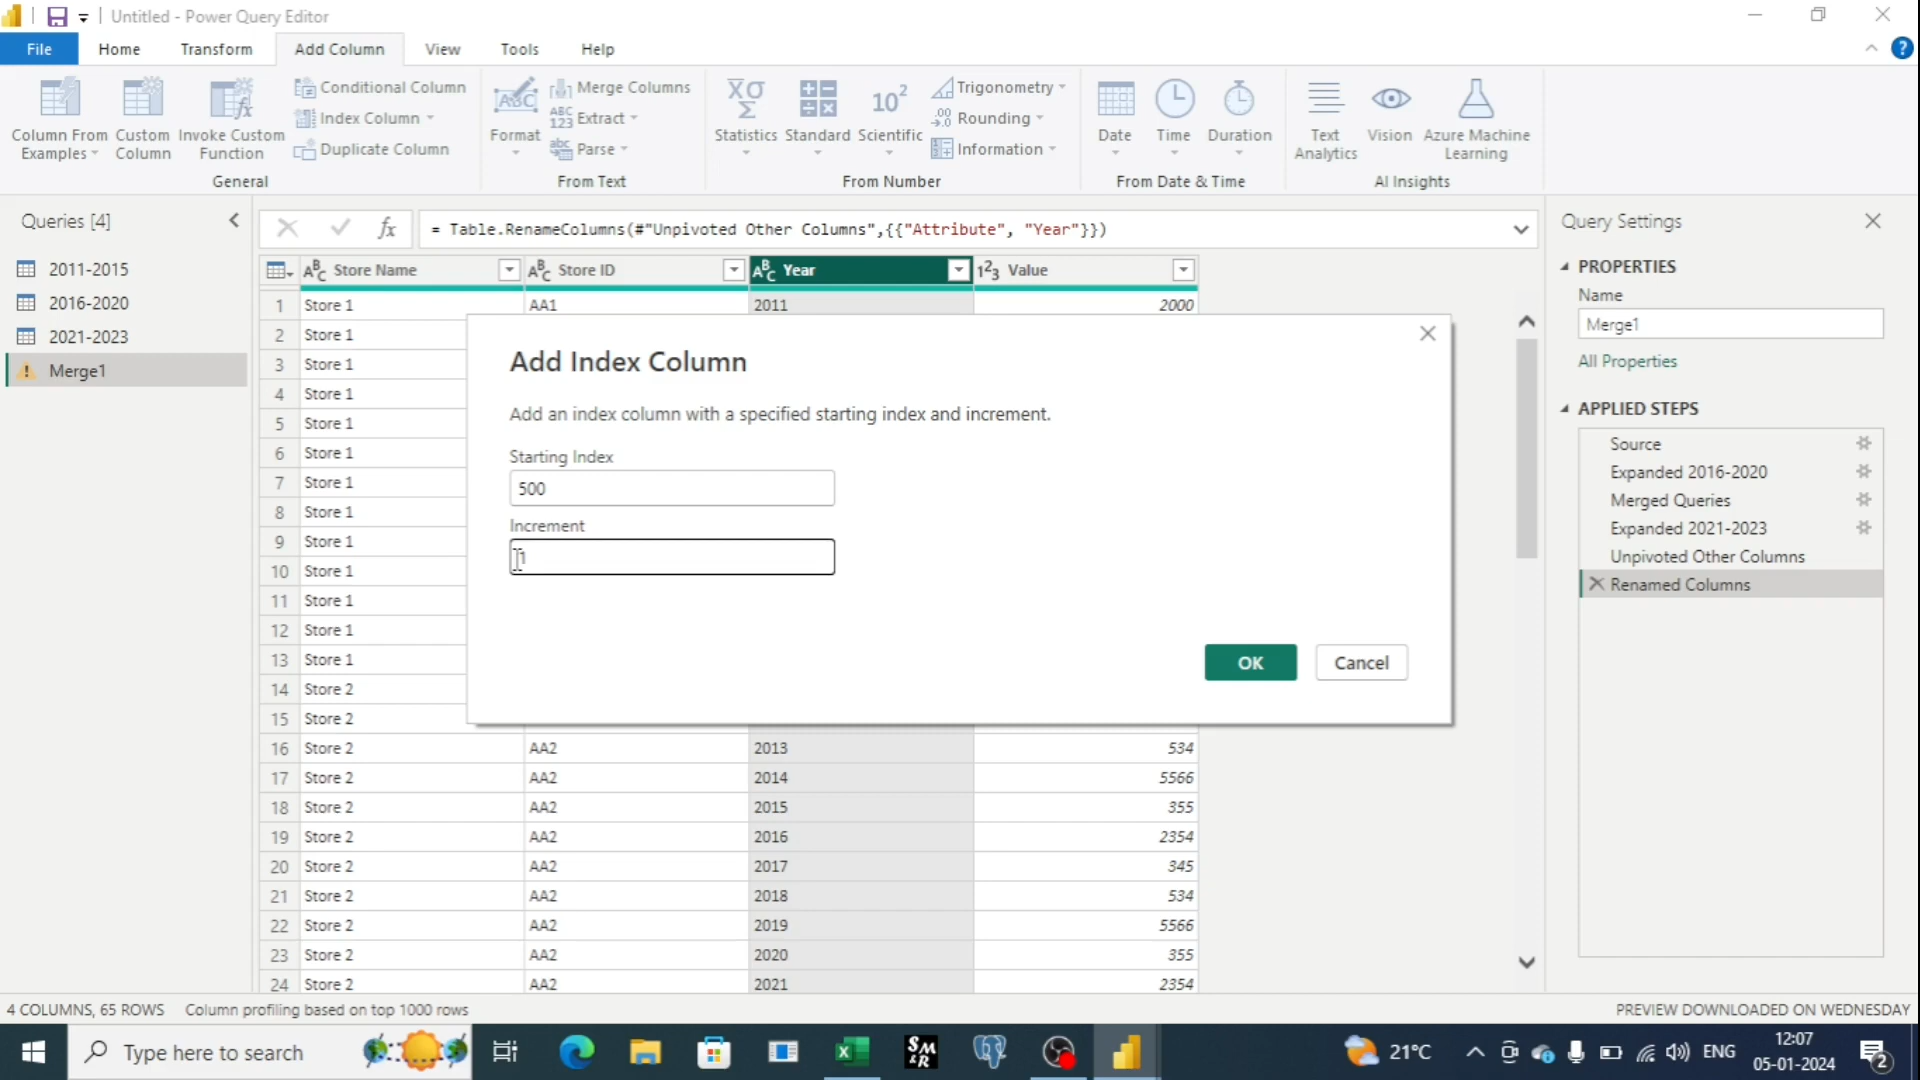 Untitled - Power Query Editor
File Home Transform Add Column View Tools Help
Column From Examples
Custom Column
Invoke Custom Function
Conditional Column
Index Column
Duplicate Column
General
Format
Merge Columns
Extract
Parse
From Text
Statistics
Standard
Scientific
Trigonometry
Rounding
Information
From Number
Date
Time
Duration
From Date & Time
Text Analytics
Vision
Azure Machine Learning
AI Insights
Queries [4]
2011-2015
2016-2020
2021-2023
Merge1
= Table.RenameColumns(#"Unpivoted Other Columns",{{"Attribute", "Year"}})
Store Name Store ID Year Value
1 Store 1 AA1 2011 2000
2 Store 1
3 Store 1
4 Store 1
5 Store 1
6 Store 1
7 Store 1
8 Store 1
9 Store 1
10 Store 1
11 Store 1
12 Store 1
13 Store 1
14 Store 2
15 Store 2
16 Store 2 AA2 2013 534
17 Store 2 AA2 2014 5566
18 Store 2 AA2 2015 355
19 Store 2 AA2 2016 2354
20 Store 2 AA2 2017 345
21 Store 2 AA2 2018 534
22 Store 2 AA2 2019 5566
23 Store 2 AA2 2020 355
24 Store 2 AA2 2021 2354
Add Index Column
Add an index column with a specified starting index and increment.
Starting Index
500
Increment
1
OK Cancel
Query Settings
PROPERTIES
Name
Merge1
All Properties
APPLIED STEPS
Source
Expanded 2016-2020
Merged Queries
Expanded 2021-2023
Unpivoted Other Columns
Renamed Columns
4 COLUMNS, 65 ROWS Column profiling based on top 1000 rows
PREVIEW DOWNLOADED ON WEDNESDAY
Type here to search
21°C
ENG
12:07
05-01-2024
2